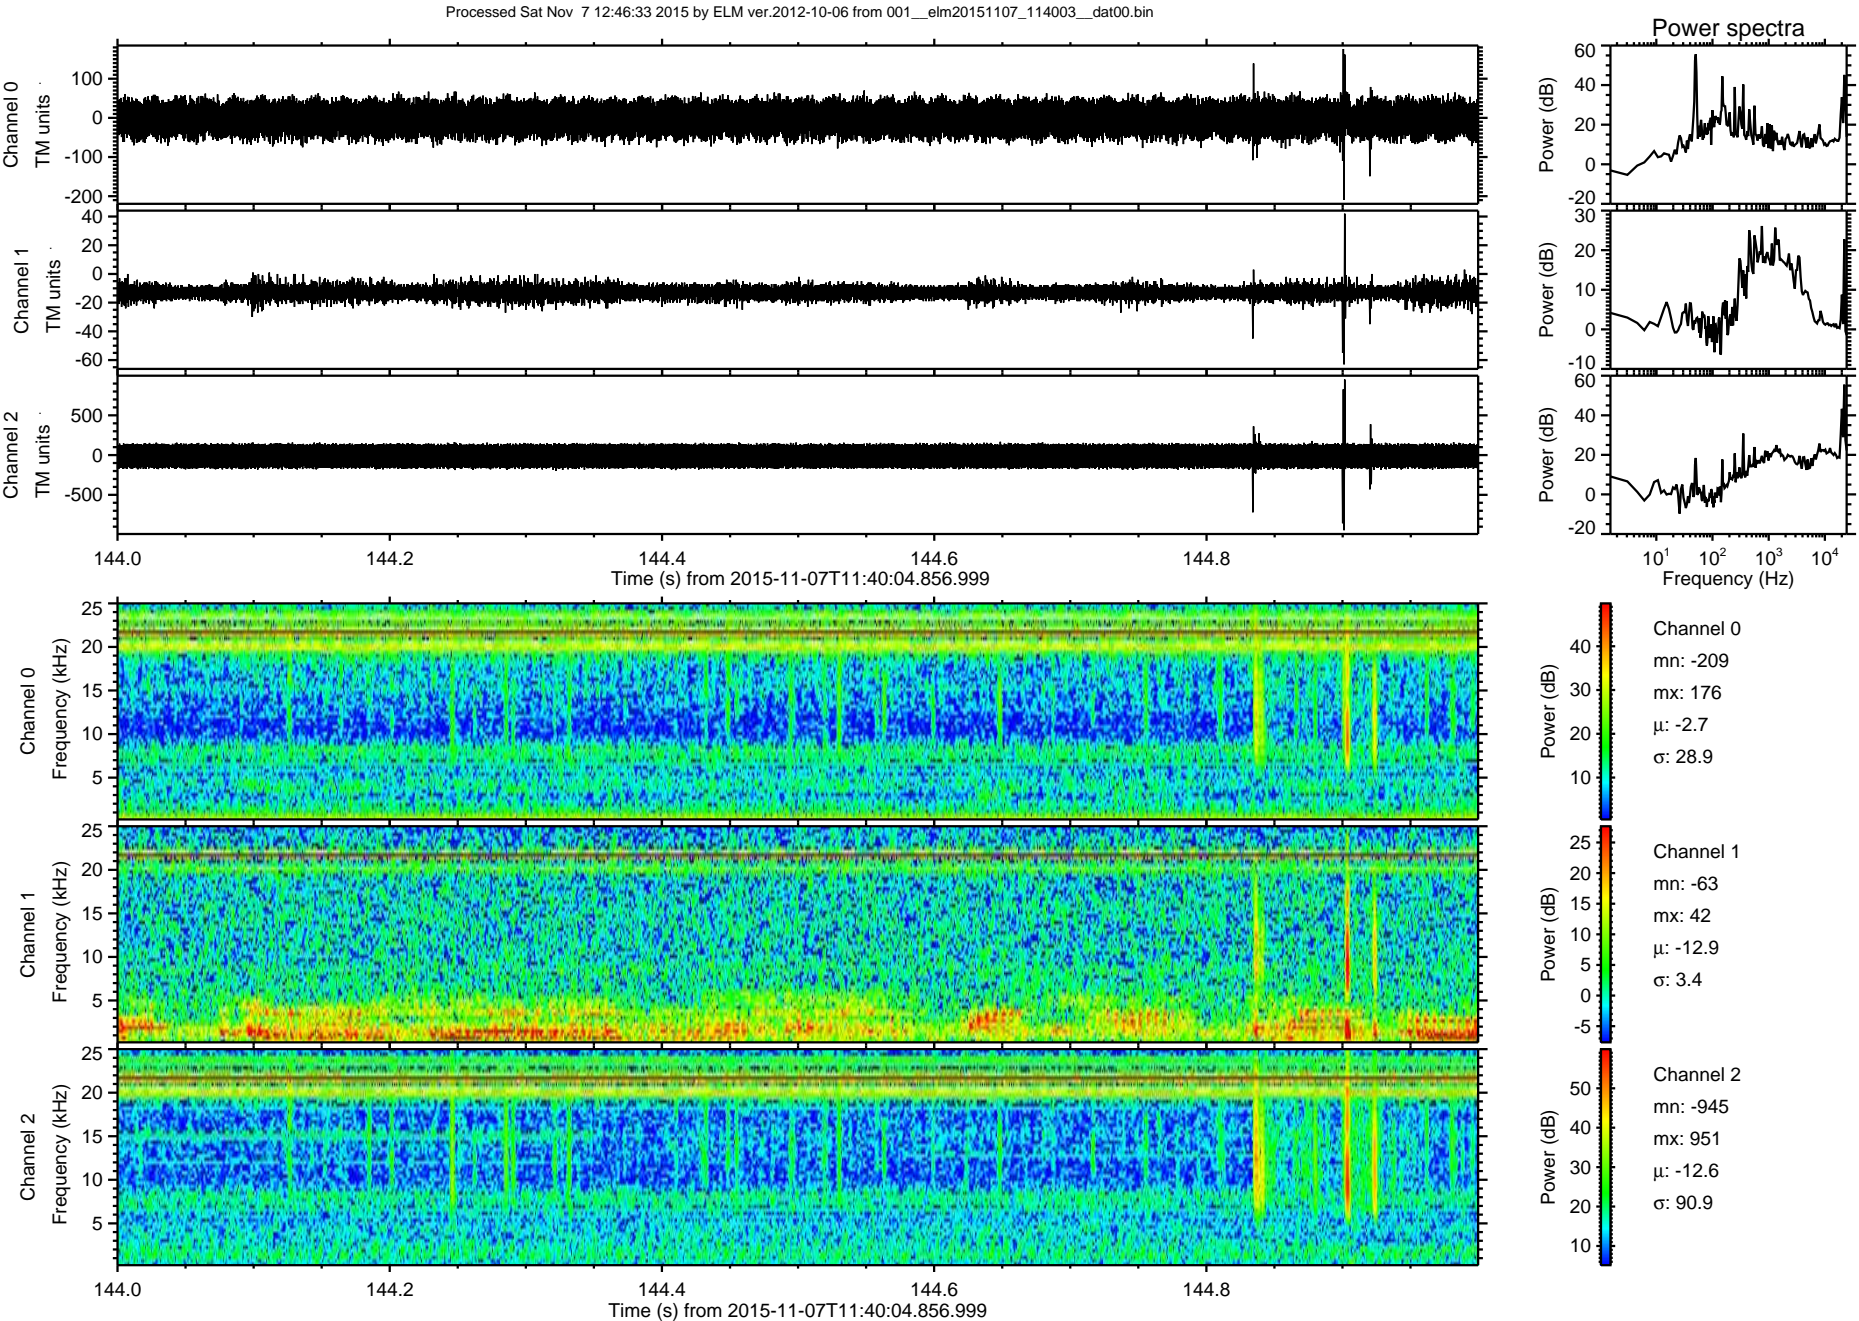 Processed Sat Nov 7 12:46:33 2015 by ELM ver.2012-10-06 from 001__elm20151107_114003__dat00.bin
Power spectra
Channel 0
TM units
100
0
-100
-200
Power (dB)
60
40
20
0
-20
Channel 1
TM units
40
20
0
-20
-40
-60
Power (dB)
30
20
10
0
-10
Channel 2
TM units
500
0
-500
Power (dB)
60
40
20
0
-20
144.0 144.2 144.4 144.6 144.8
Time (s) from 2015-11-07T11:40:04.856.999
10^1 10^2 10^3 10^4
Frequency (Hz)
Channel 0
Frequency (kHz)
25
20
15
10
5
Power (dB)
40
30
20
10
Channel 0
mn: -209
mx: 176
µ: -2.7
σ: 28.9
Channel 1
Frequency (kHz)
25
20
15
10
5
Power (dB)
25
20
15
10
5
0
-5
Channel 1
mn: -63
mx: 42
µ: -12.9
σ: 3.4
Channel 2
Frequency (kHz)
25
20
15
10
5
Power (dB)
50
40
30
20
10
Channel 2
mn: -945
mx: 951
µ: -12.6
σ: 90.9
144.0 144.2 144.4 144.6 144.8
Time (s) from 2015-11-07T11:40:04.856.999